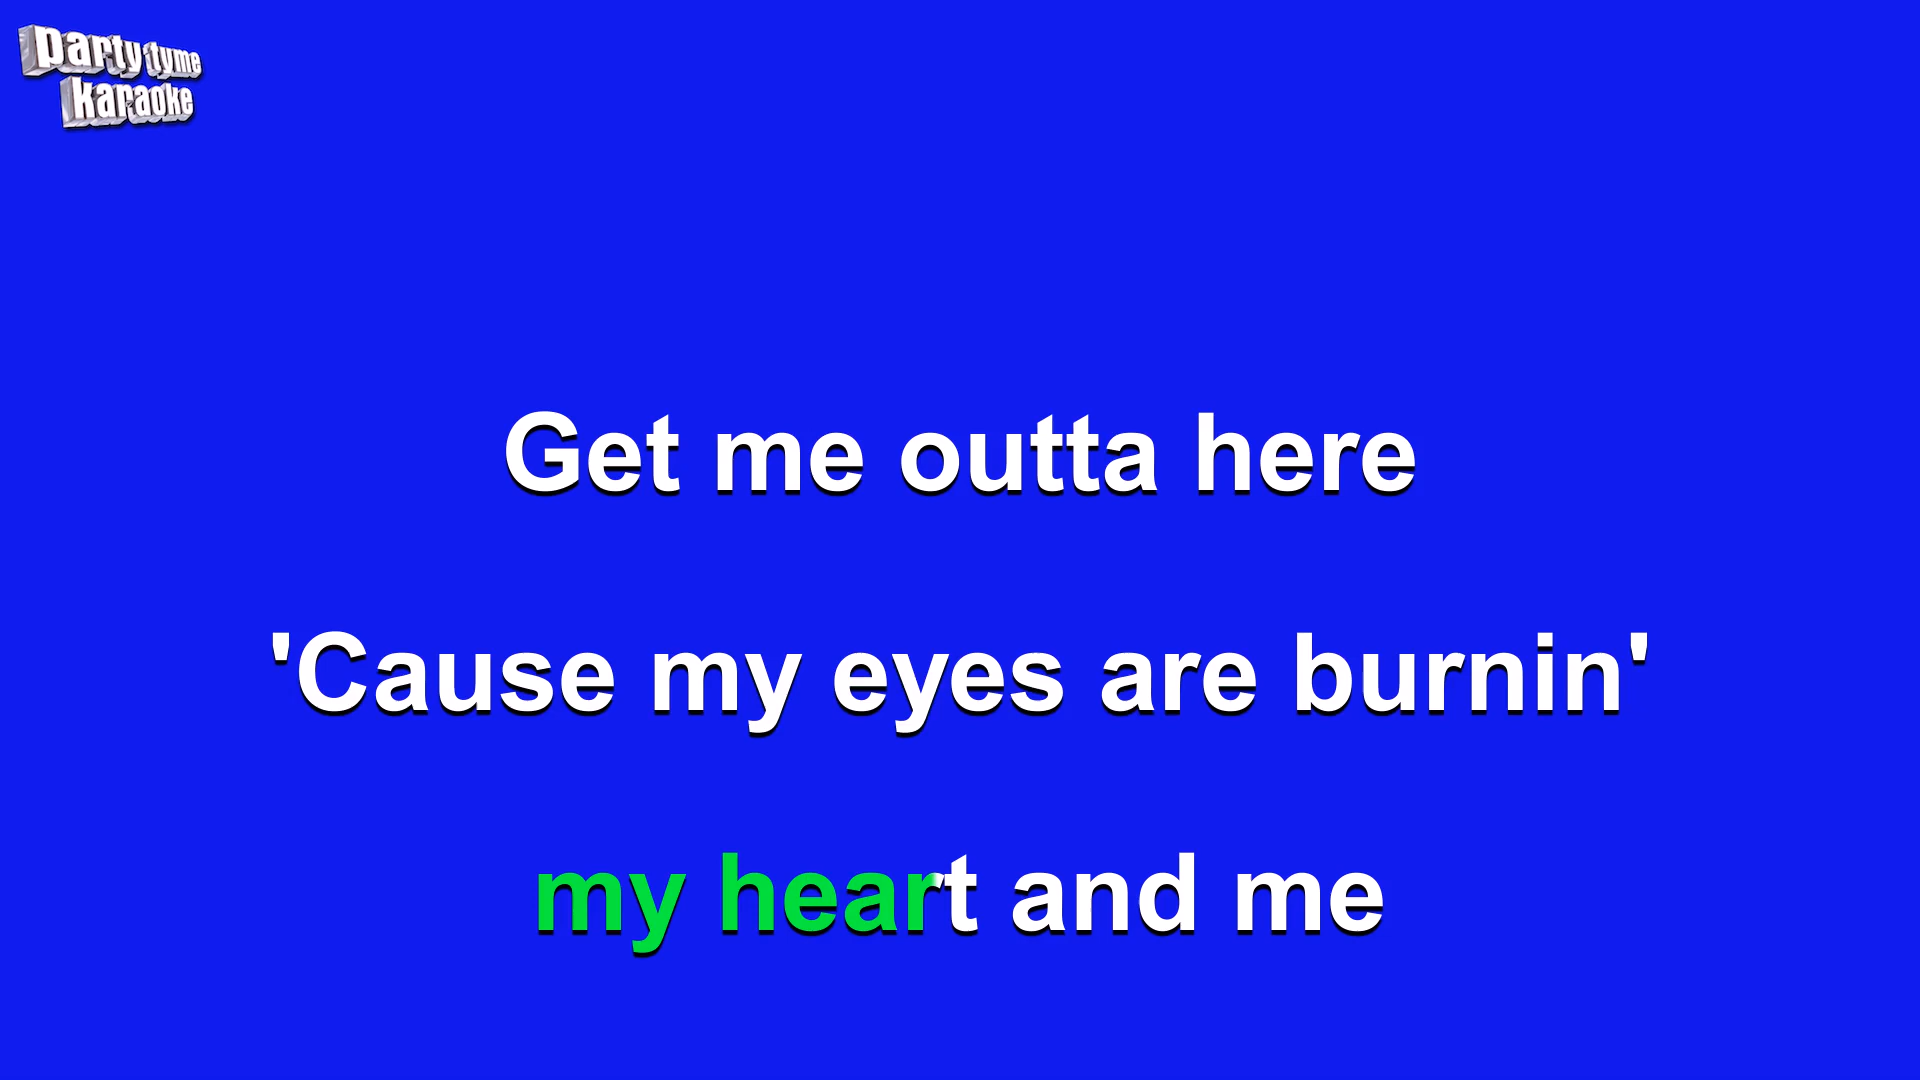 party tyme
karaoke
Get me outta here
'Cause my eyes are burnin'
my heart and me